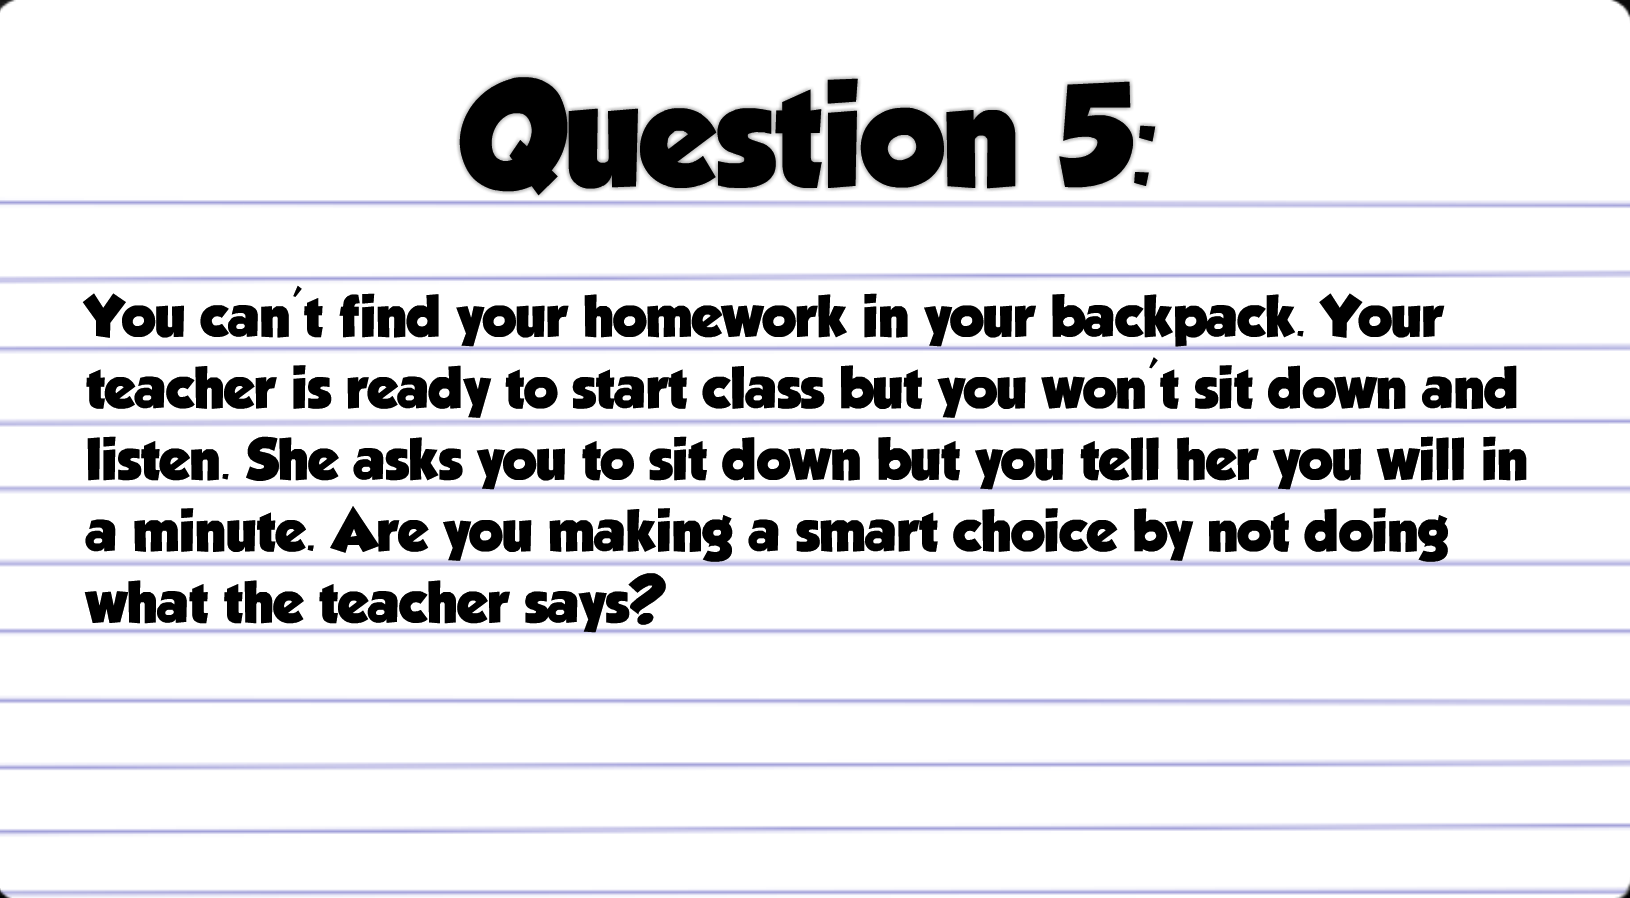 Question 5:
You can't find your homework in your backpack. Your
teacher is ready to start class but you won't sit down and
listen. She asks you to sit down but you tell her you will in
a minute. Are you making a smart choice by not doing
what the teacher says?